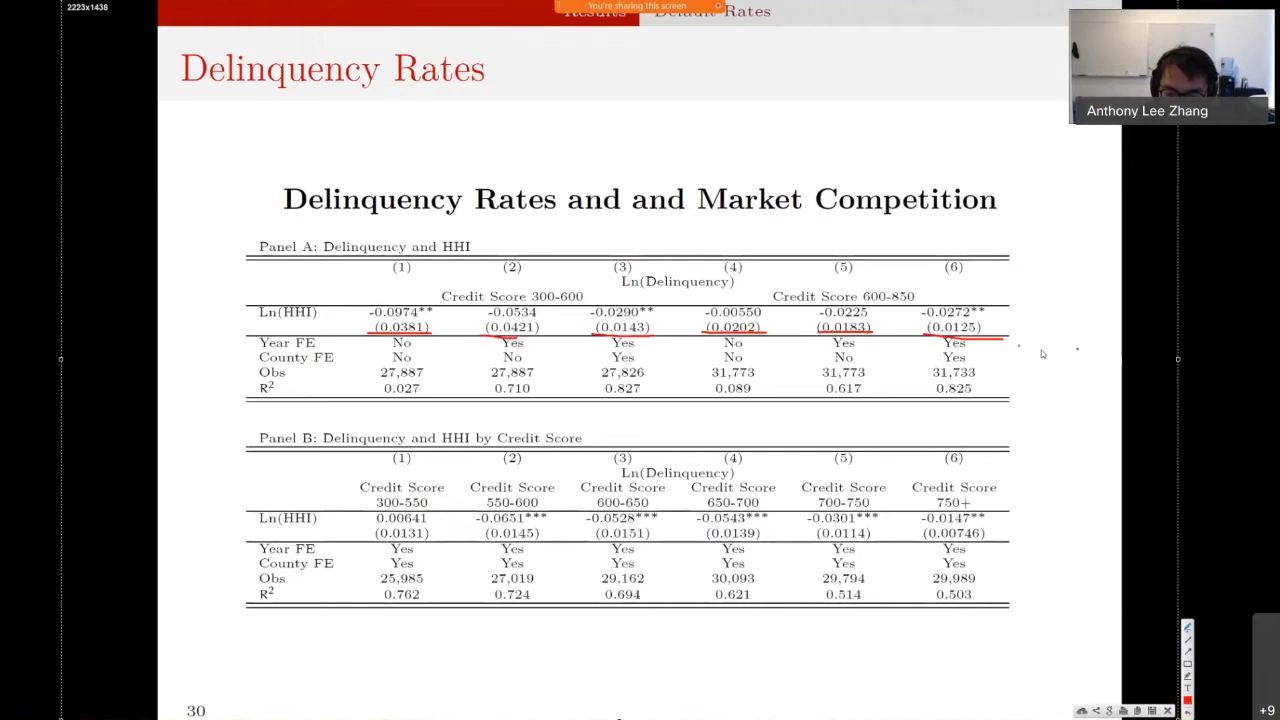 2223x1438
You're sharing this screen
Results Default Rates
Delinquency Rates
Anthony Lee Zhang
Delinquency Rates and and Market Competition
Panel A: Delinquency and HHI
(1) (2) (3) (4) (5) (6)
Ln(Delinquency)
Credit Score 300-600 Credit Score 600-850
Ln(HHI) -0.0974** -0.0534 -0.0290** -0.00550 -0.0225 -0.0272**
(0.0381) (0.0421) (0.0143) (0.0202) (0.0183) (0.0125)
Year FE No Yes Yes No Yes Yes
County FE No No Yes No No Yes
Obs 27,887 27,887 27,826 31,773 31,773 31,733
R² 0.027 0.710 0.827 0.089 0.617 0.825
Panel B: Delinquency and HHI by Credit Score
(1) (2) (3) (4) (5) (6)
Ln(Delinquency)
Credit Score Credit Score Credit Score Credit Score Credit Score Credit Score
300-550 550-600 600-650 650-700 700-750 750+
Ln(HHI) 0.00641 -0.0651*** -0.0528*** -0.0543*** -0.0301*** -0.0147**
(0.0131) (0.0145) (0.0151) (0.0139) (0.0114) (0.00746)
Year FE Yes Yes Yes Yes Yes Yes
County FE Yes Yes Yes Yes Yes Yes
Obs 25,985 27,019 29,162 30,093 29,794 29,989
R² 0.762 0.724 0.694 0.621 0.514 0.503
30
+9